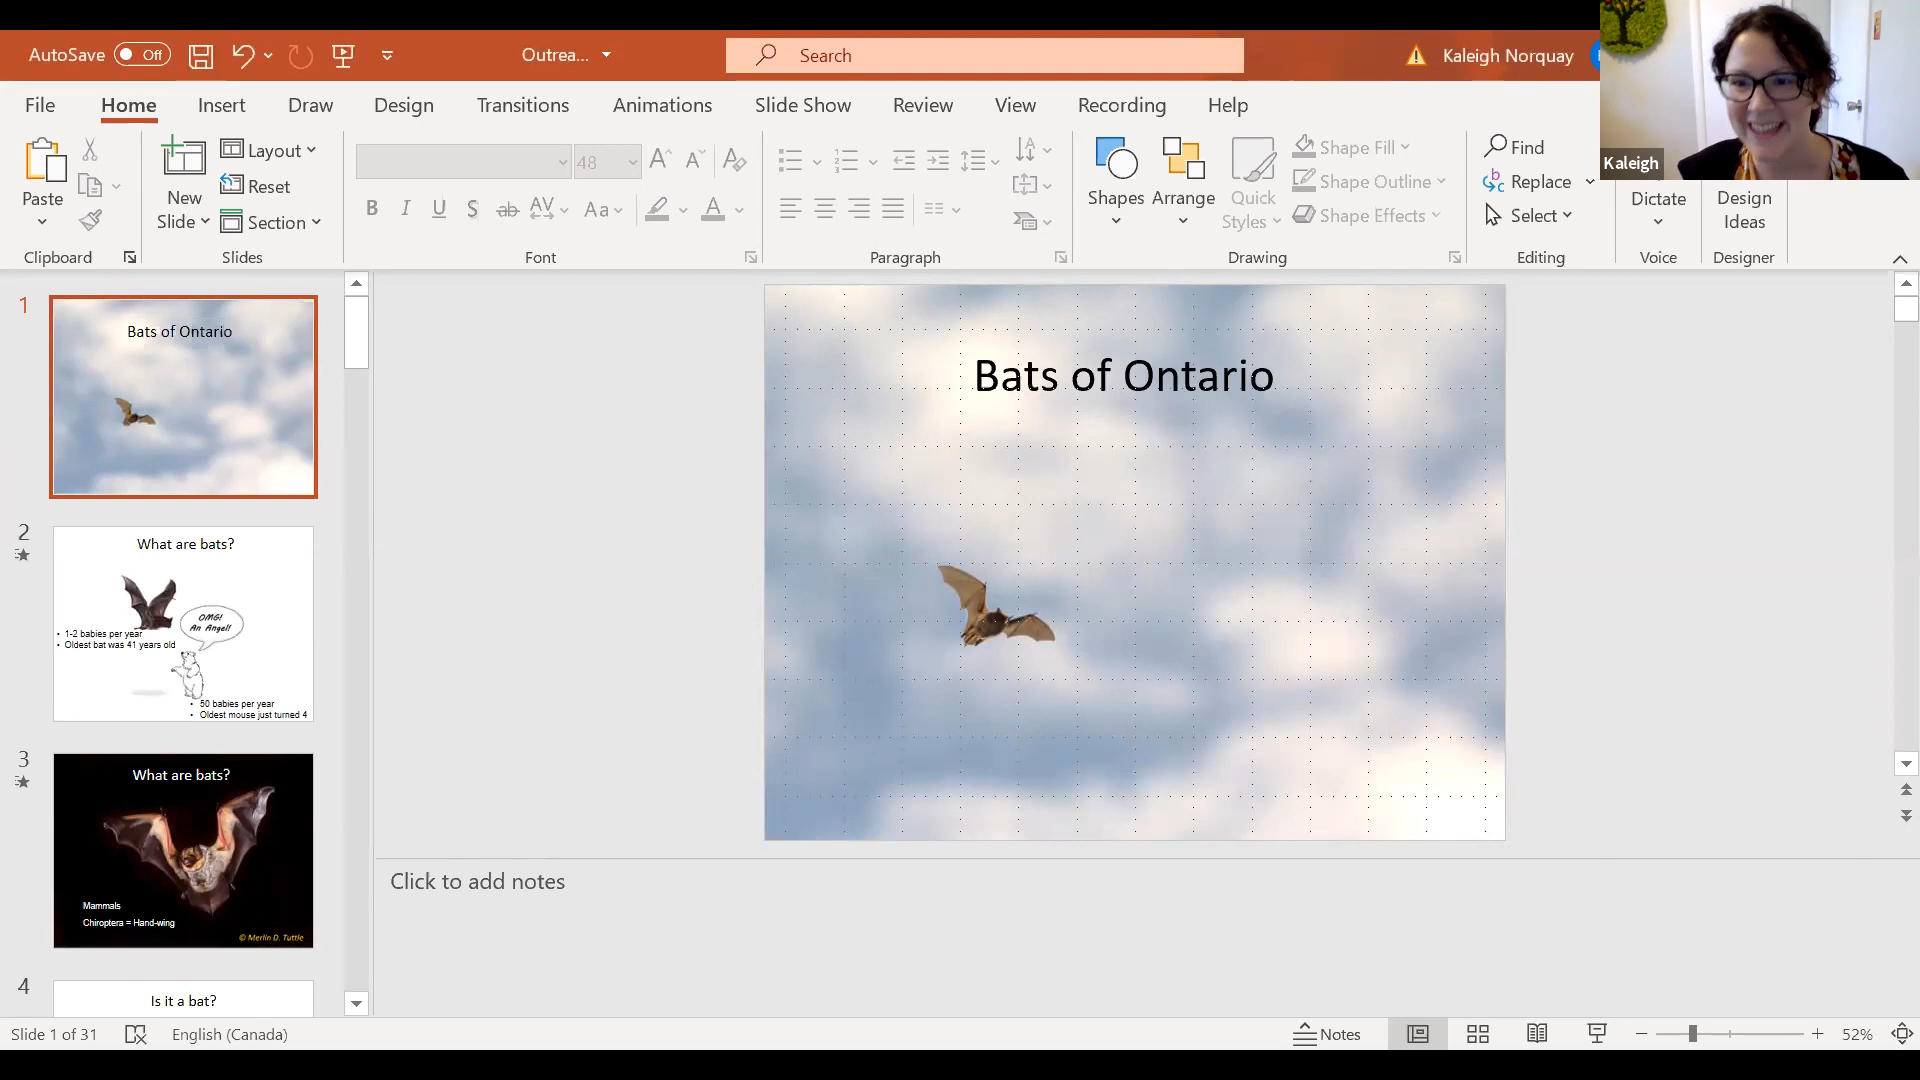 AutoSave Off
Outrea...
Search
Kaleigh Norquay
File Home Insert Draw Design Transitions Animations Slide Show Review View Recording Help
Kaleigh
Paste
New
Slide
Layout
Reset
Section
48
B I U S ab AV Aa A
Shapes
Arrange
Quick
Styles
Shape Fill
Shape Outline
Shape Effects
Find
Replace
Select
Dictate
Design
Ideas
Clipboard Slides Font Paragraph Drawing Editing Voice Designer
1
Bats of Ontario
2
What are bats?
OMG!
An Angel!
• 1-2 babies per year
• Oldest bat was 41 years old
• 50 babies per year
• Oldest mouse just turned 4
3
What are bats?
Mammals
Chiroptera = Hand-wing
© Merlin D. Tuttle
4
Is it a bat?
Bats of Ontario
Click to add notes
Slide 1 of 31 English (Canada) Notes 52%